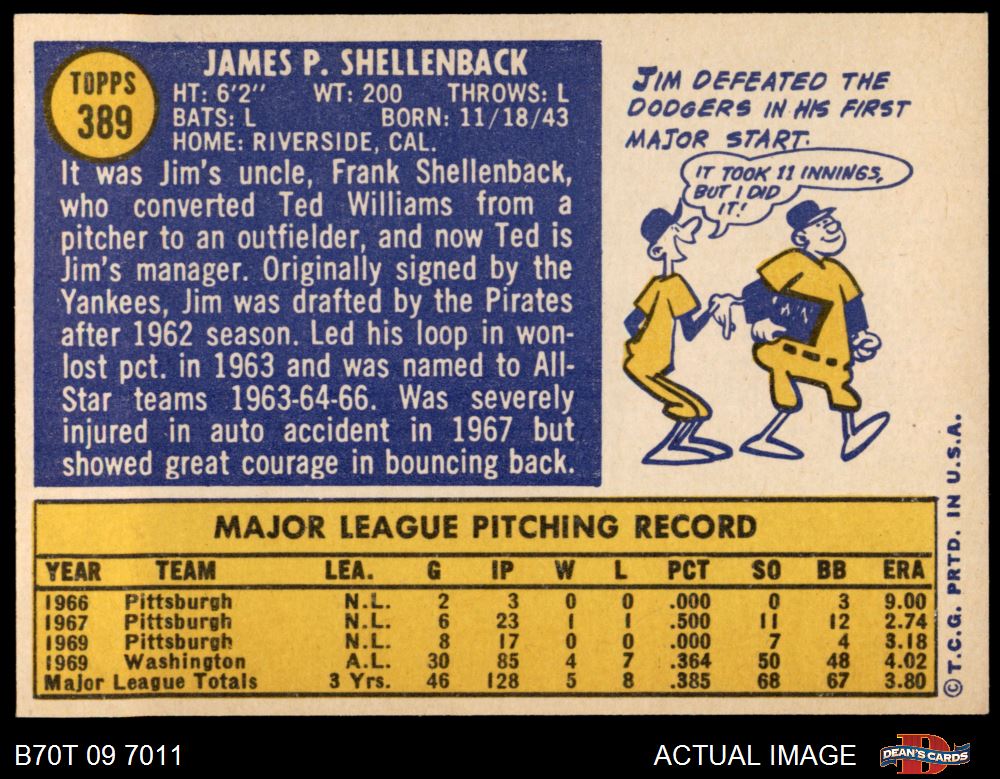 TOPPS
389
JAMES P. SHELLENBACK
HT: 6'2" WT: 200 THROWS: L
BATS: L BORN: 11/18/43
HOME: RIVERSIDE, CAL.
It was Jim's uncle, Frank Shellenback,
who converted Ted Williams from a
pitcher to an outfielder, and now Ted is
Jim's manager. Originally signed by the
Yankees, Jim was drafted by the Pirates
after 1962 season. Led his loop in won-
lost pct. in 1963 and was named to All-
Star teams 1963-64-66. Was severely
injured in auto accident in 1967 but
showed great courage in bouncing back.
JIM DEFEATED THE
DODGERS IN HIS FIRST
MAJOR START.
IT TOOK 11 INNINGS,
BUT I DID
IT!
MAJOR LEAGUE PITCHING RECORD
YEAR TEAM LEA. G IP W L PCT SO BB ERA
1966 Pittsburgh N.L. 2 3 0 0 .000 0 3 9.00
1967 Pittsburgh N.L. 6 23 1 1 .500 11 12 2.74
1969 Pittsburgh N.L. 8 17 0 0 .000 7 4 3.18
1969 Washington A.L. 30 85 4 7 .364 50 48 4.02
Major League Totals 3 Yrs. 46 128 5 8 .385 68 67 3.80
© T.C.G. PRTD. IN U.S.A.
B70T 09 7011
ACTUAL IMAGE
DEAN'S CARDS